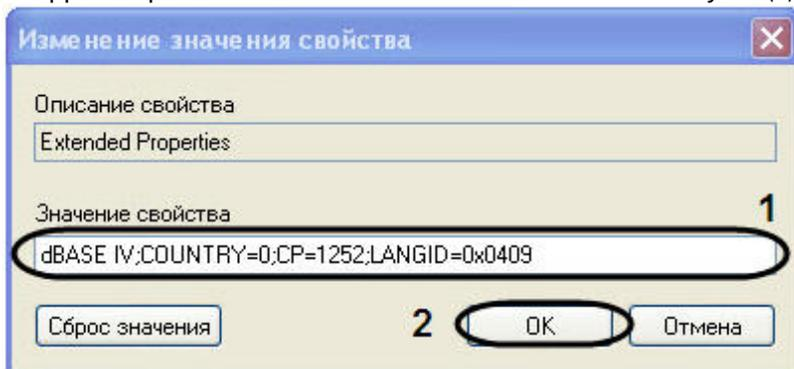 Изменение значения свойства
Описание свойства
Extended Properties
Значение свойства
1
dBASE IV;COUNTRY=0;CP=1252;LANGID=0x0409
Сброс значения
2
OK
Отмена